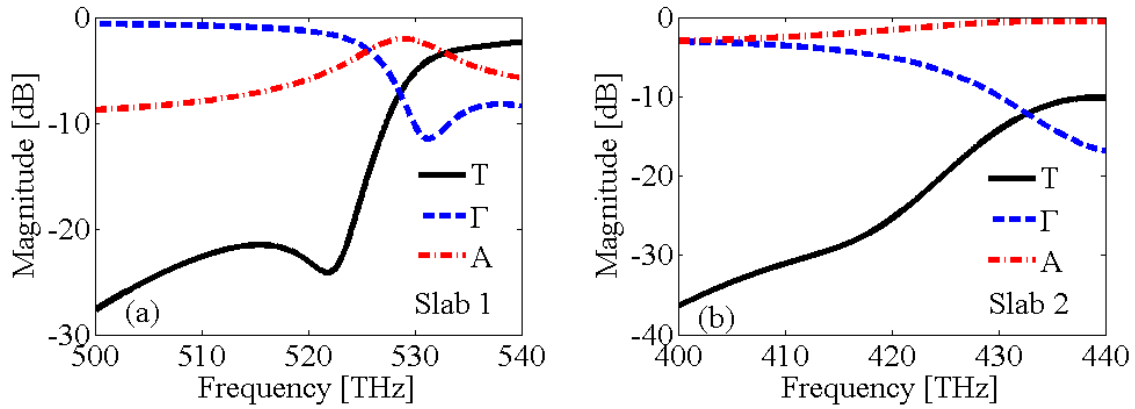 0
-10
-20
-30
Magnitude [dB]
T
Γ
A
(a)
Slab 1
500
510
520
530
540
Frequency [THz]
0
-10
-20
-30
-40
Magnitude [dB]
T
Γ
A
(b)
Slab 2
400
410
420
430
440
Frequency [THz]